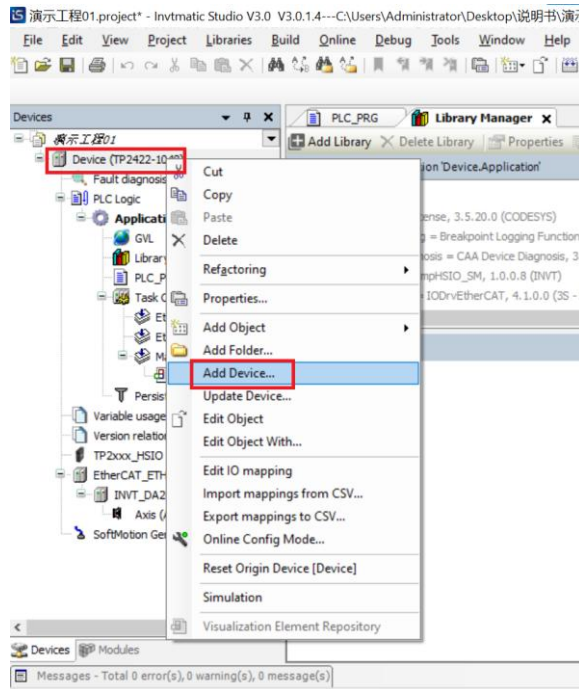 演示工程01.project* - Invtmatic Studio V3.0 V3.0.1.4---C:\Users\Administrator\Desktop\说明书\演
File Edit View Project Libraries Build Online Debug Tools Window Help
Devices
PLC_PRG Library Manager
演示工程01
Add Library Delete Library Properties
Device (TP2422-
ion 'Device.Application'
Fault diagnosis
Cut
PLC Logic
Copy
Applicati
Paste
ense, 3.5.20.0 (CODESYS)
GVL
Delete
g = Breakpoint Logging Function
Librar
osis = CAA Device Diagnosis, 3
PLC_P
Refactoring
mpHSIO_SM, 1.0.0.8 (INVT)
Task C
Properties...
IODrvEtherCAT, 4.1.0.0 (3S -
Et
Add Object
Et
Add Folder...
Add Device...
Persis
Update Device...
Variable usage
Edit Object
Version relatio
Edit Object With...
TP2xxx_HSIO
Edit IO mapping
EtherCAT_ETH
Import mappings from CSV...
INVT_DA2
Export mappings to CSV...
Axis (
SoftMotion Ge
Online Config Mode...
Reset Origin Device [Device]
Simulation
Visualization Element Repository
Devices Modules
Messages - Total 0 error(s), 0 warning(s), 0 message(s)